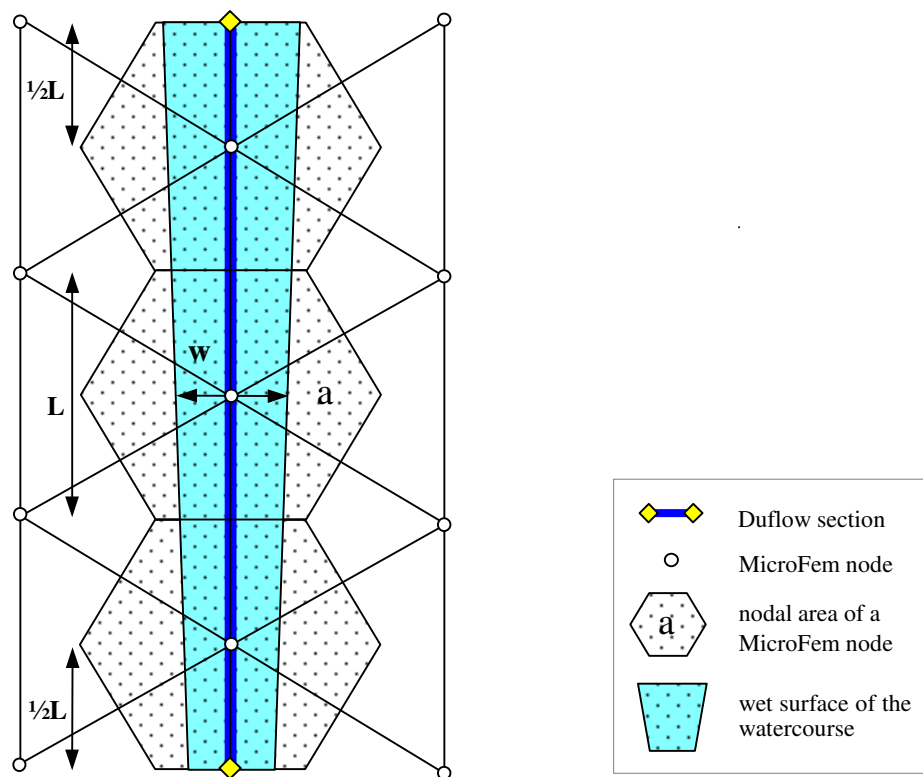 ½L
w
a
L
½L
Duflow section
MicroFem node
a
nodal area of a
MicroFem node
wet surface of the
watercourse